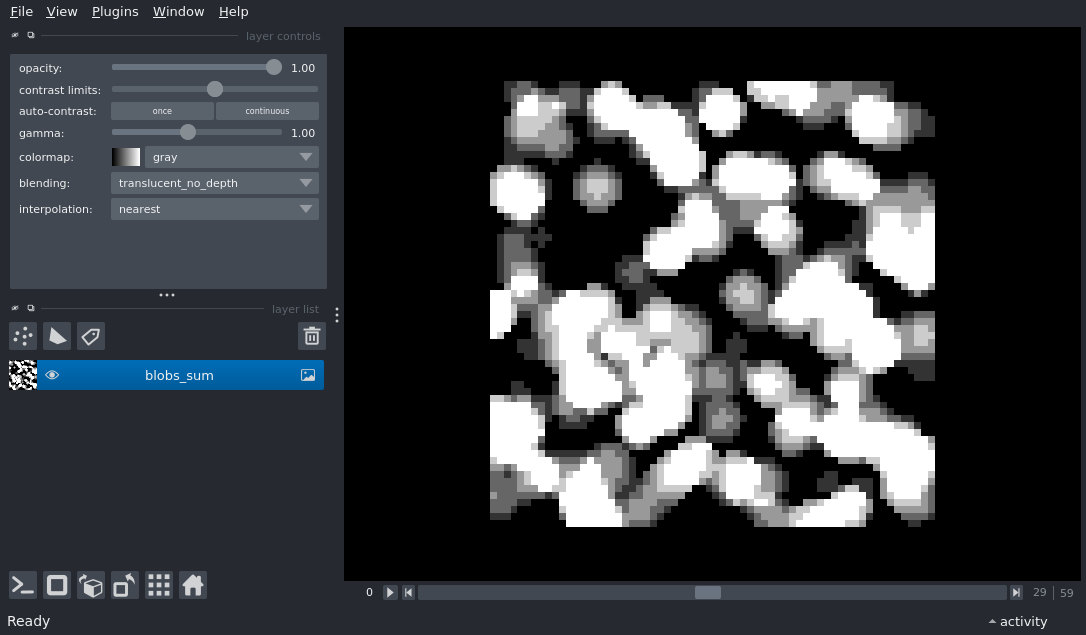 File View Plugins Window Help
layer controls
opacity: 1.00
contrast limits:
auto-contrast: once continuous
gamma: 1.00
colormap: gray
blending: translucent_no_depth
interpolation: nearest
layer list
blobs_sum
0 29 59
Ready activity